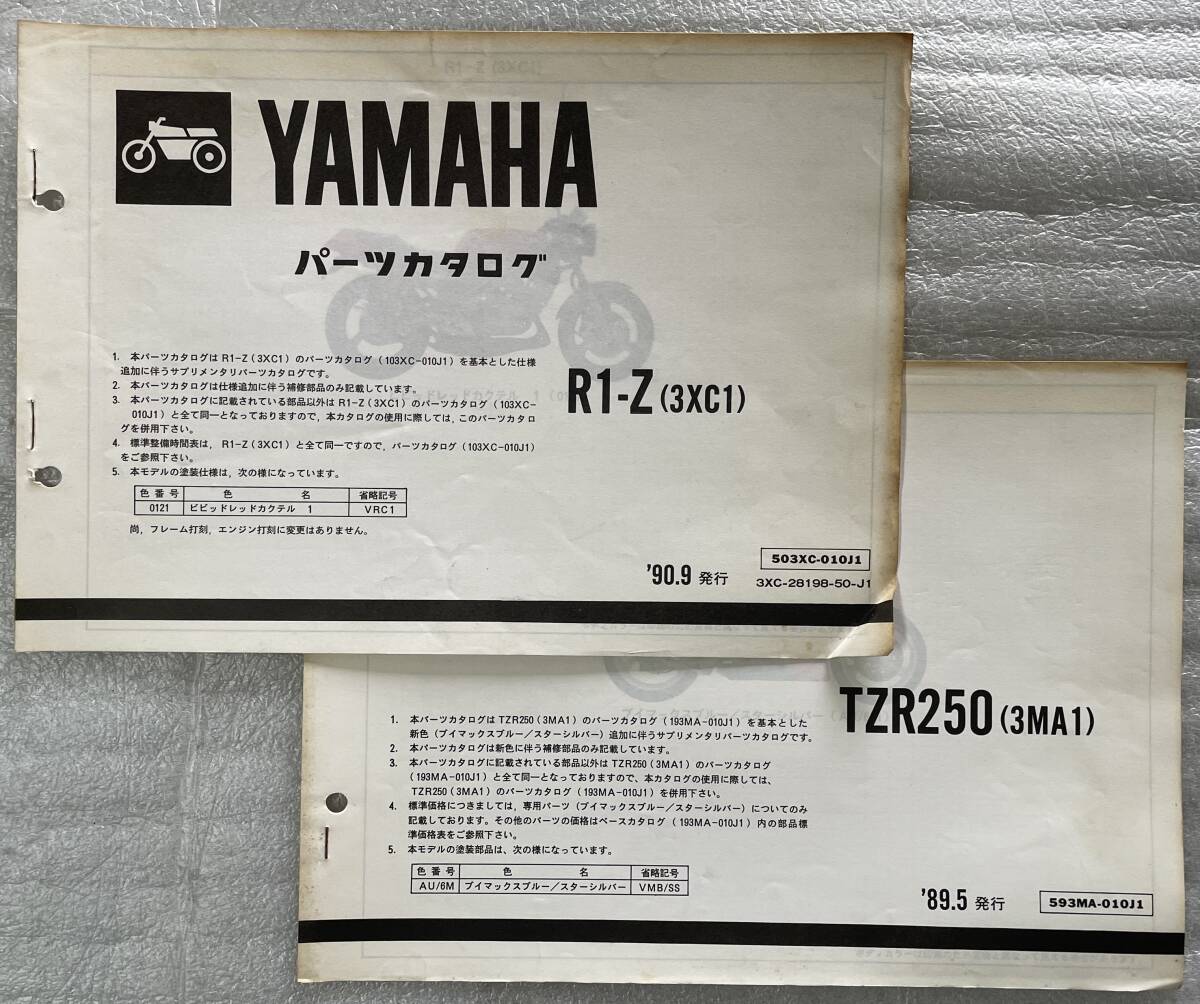 YAMAHA
パーツカタログ
1. 本パーツカタログは R1-Z (3XC1) のパーツカタログ (103XC-010J1) を基本とした仕様
追加に伴うサプリメンタリパーツカタログです。
2. 本パーツカタログは仕様追加に伴う補修部品のみ記載しています。
3. 本パーツカタログに記載されている部品以外は R1-Z (3XC1) のパーツカタログ (103XC-
010J1) と全て同一となっておりますので, 本カタログの使用に際しては, このパーツカタロ
グを併用下さい。
4. 標準整備時間表は, R1-Z (3XC1) と全て同一ですので, パーツカタログ (103XC-010J1)
をご参照下さい。
5. 本モデルの塗装仕様は, 次の様になっています。
R1-Z (3XC1)
色番号 色名 省略記号
0121 ビビッドレッドカクテル 1 VRC1
尚, フレーム打刻, エンジン打刻に変更はありません。
'90.9 発行
503XC-010J1
3XC-28198-50-J1
TZR250 (3MA1)
1. 本パーツカタログは TZR250 (3MA1) のパーツカタログ (193MA-010J1) を基本とした
新色 (ブイマックスブルー/スターシルバー) 追加に伴うサプリメンタリパーツカタログです。
2. 本パーツカタログは新色に伴う補修部品のみ記載しています。
3. 本パーツカタログに記載されている部品以外は TZR250 (3MA1) のパーツカタログ
(193MA-010J1) と全て同一となっておりますので、本カタログの使用に際しては、
TZR250 (3MA1) のパーツカタログ (193MA-010J1) を併用下さい。
4. 標準価格につきましては, 専用パーツ (ブイマックスブルー/スターシルバー) についてのみ
記載しております。その他のパーツの価格はベースカタログ (193MA-010J1) 内の部品標
準価格表をご参照下さい。
5. 本モデルの塗装部品は、次の様になっています。
色番号 色名 省略記号
AU/6M ブイマックスブルー/スターシルバー VMB/SS
'89.5 発行
593MA-010J1